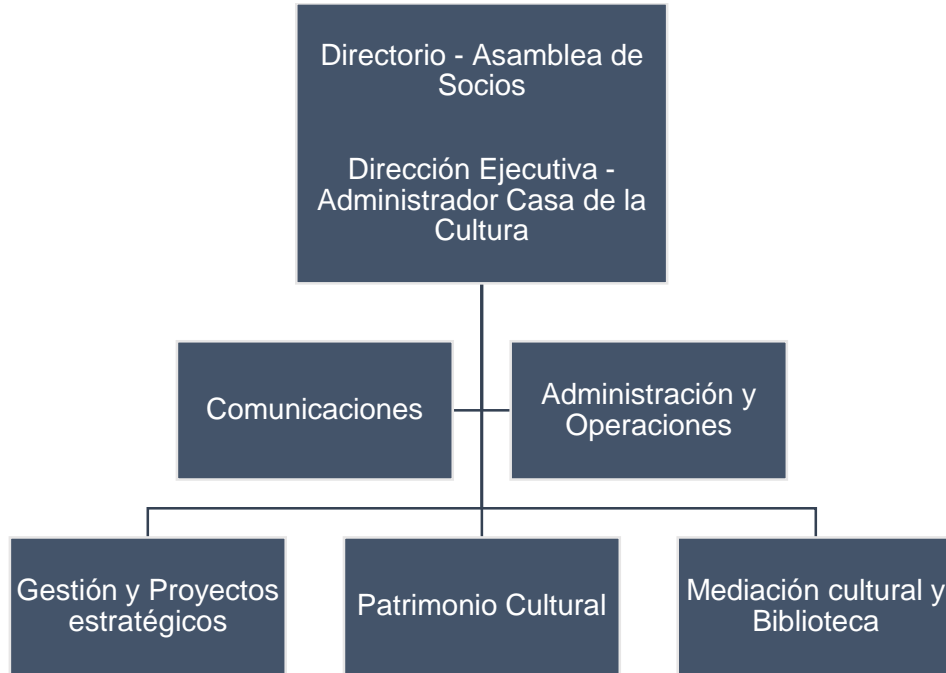 Directorio - Asamblea de
Socios
Dirección Ejecutiva -
Administrador Casa de la
Cultura
Comunicaciones
Administración y
Operaciones
Gestión y Proyectos
estratégicos
Patrimonio Cultural
Mediación cultural y
Biblioteca